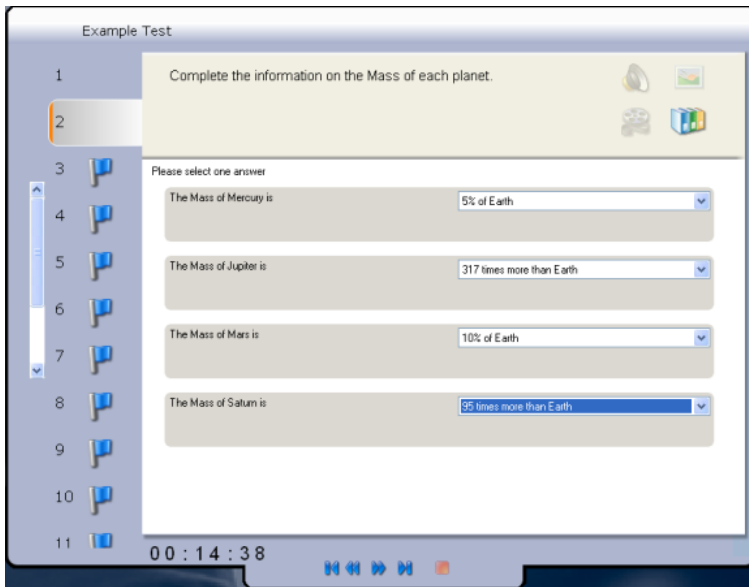 Example Test
1
Complete the information on the Mass of each planet.
2
3
Please select one answer
The Mass of Mercury is
5% of Earth
4
5
The Mass of Jupiter is
317 times more than Earth
6
The Mass of Mars is
10% of Earth
7
8
The Mass of Saturn is
95 times more than Earth
9
10
11
00:14:38